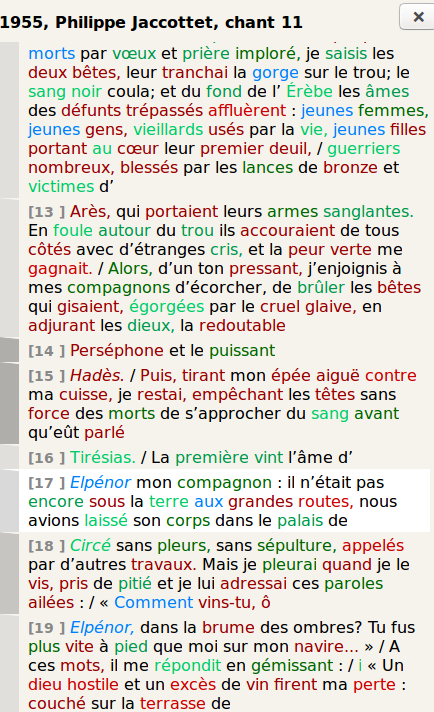 1955, Philippe Jaccottet, chant 11
×
morts par vœux et prière imploré, je saisis les
deux bêtes, leur tranchai la gorge sur le trou; le
sang noir coula; et du fond de l’ Érèbe les âmes
des défunts trépassés affluèrent : jeunes femmes,
jeunes gens, vieillards usés par la vie, jeunes filles
portant au cœur leur premier deuil, / guerriers
nombreux, blessés par les lances de bronze et
victimes d’
[13 ] Arès, qui portaient leurs armes sanglantes.
En foule autour du trou ils accouraient de tous
côtés avec d’étranges cris, et la peur verte me
gagnait. / Alors, d’un ton pressant, j’enjoignis à
mes compagnons d’écorcher, de brûler les bêtes
qui gisaient, égorgées par le cruel glaive, en
adjurant les dieux, la redoutable
[14 ] Perséphone et le puissant
[15 ] Hadès. / Puis, tirant mon épée aiguë contre
ma cuisse, je restai, empêchant les têtes sans
force des morts de s’approcher du sang avant
qu’eût parlé
[16 ] Tirésias. / La première vint l’âme d’
[17 ] Elpénor mon compagnon : il n’était pas
encore sous la terre aux grandes routes, nous
avions laissé son corps dans le palais de
[18 ] Circé sans pleurs, sans sépulture, appelés
par d’autres travaux. Mais je pleurai quand je le
vis, pris de pitié et je lui adressai ces paroles
ailées : / « Comment vins-tu, ô
[19 ] Elpénor, dans la brume des ombres? Tu fus
plus vite à pied que moi sur mon navire... » / A
ces mots, il me répondit en gémissant : / i « Un
dieu hostile et un excès de vin firent ma perte :
couché sur la terrasse de